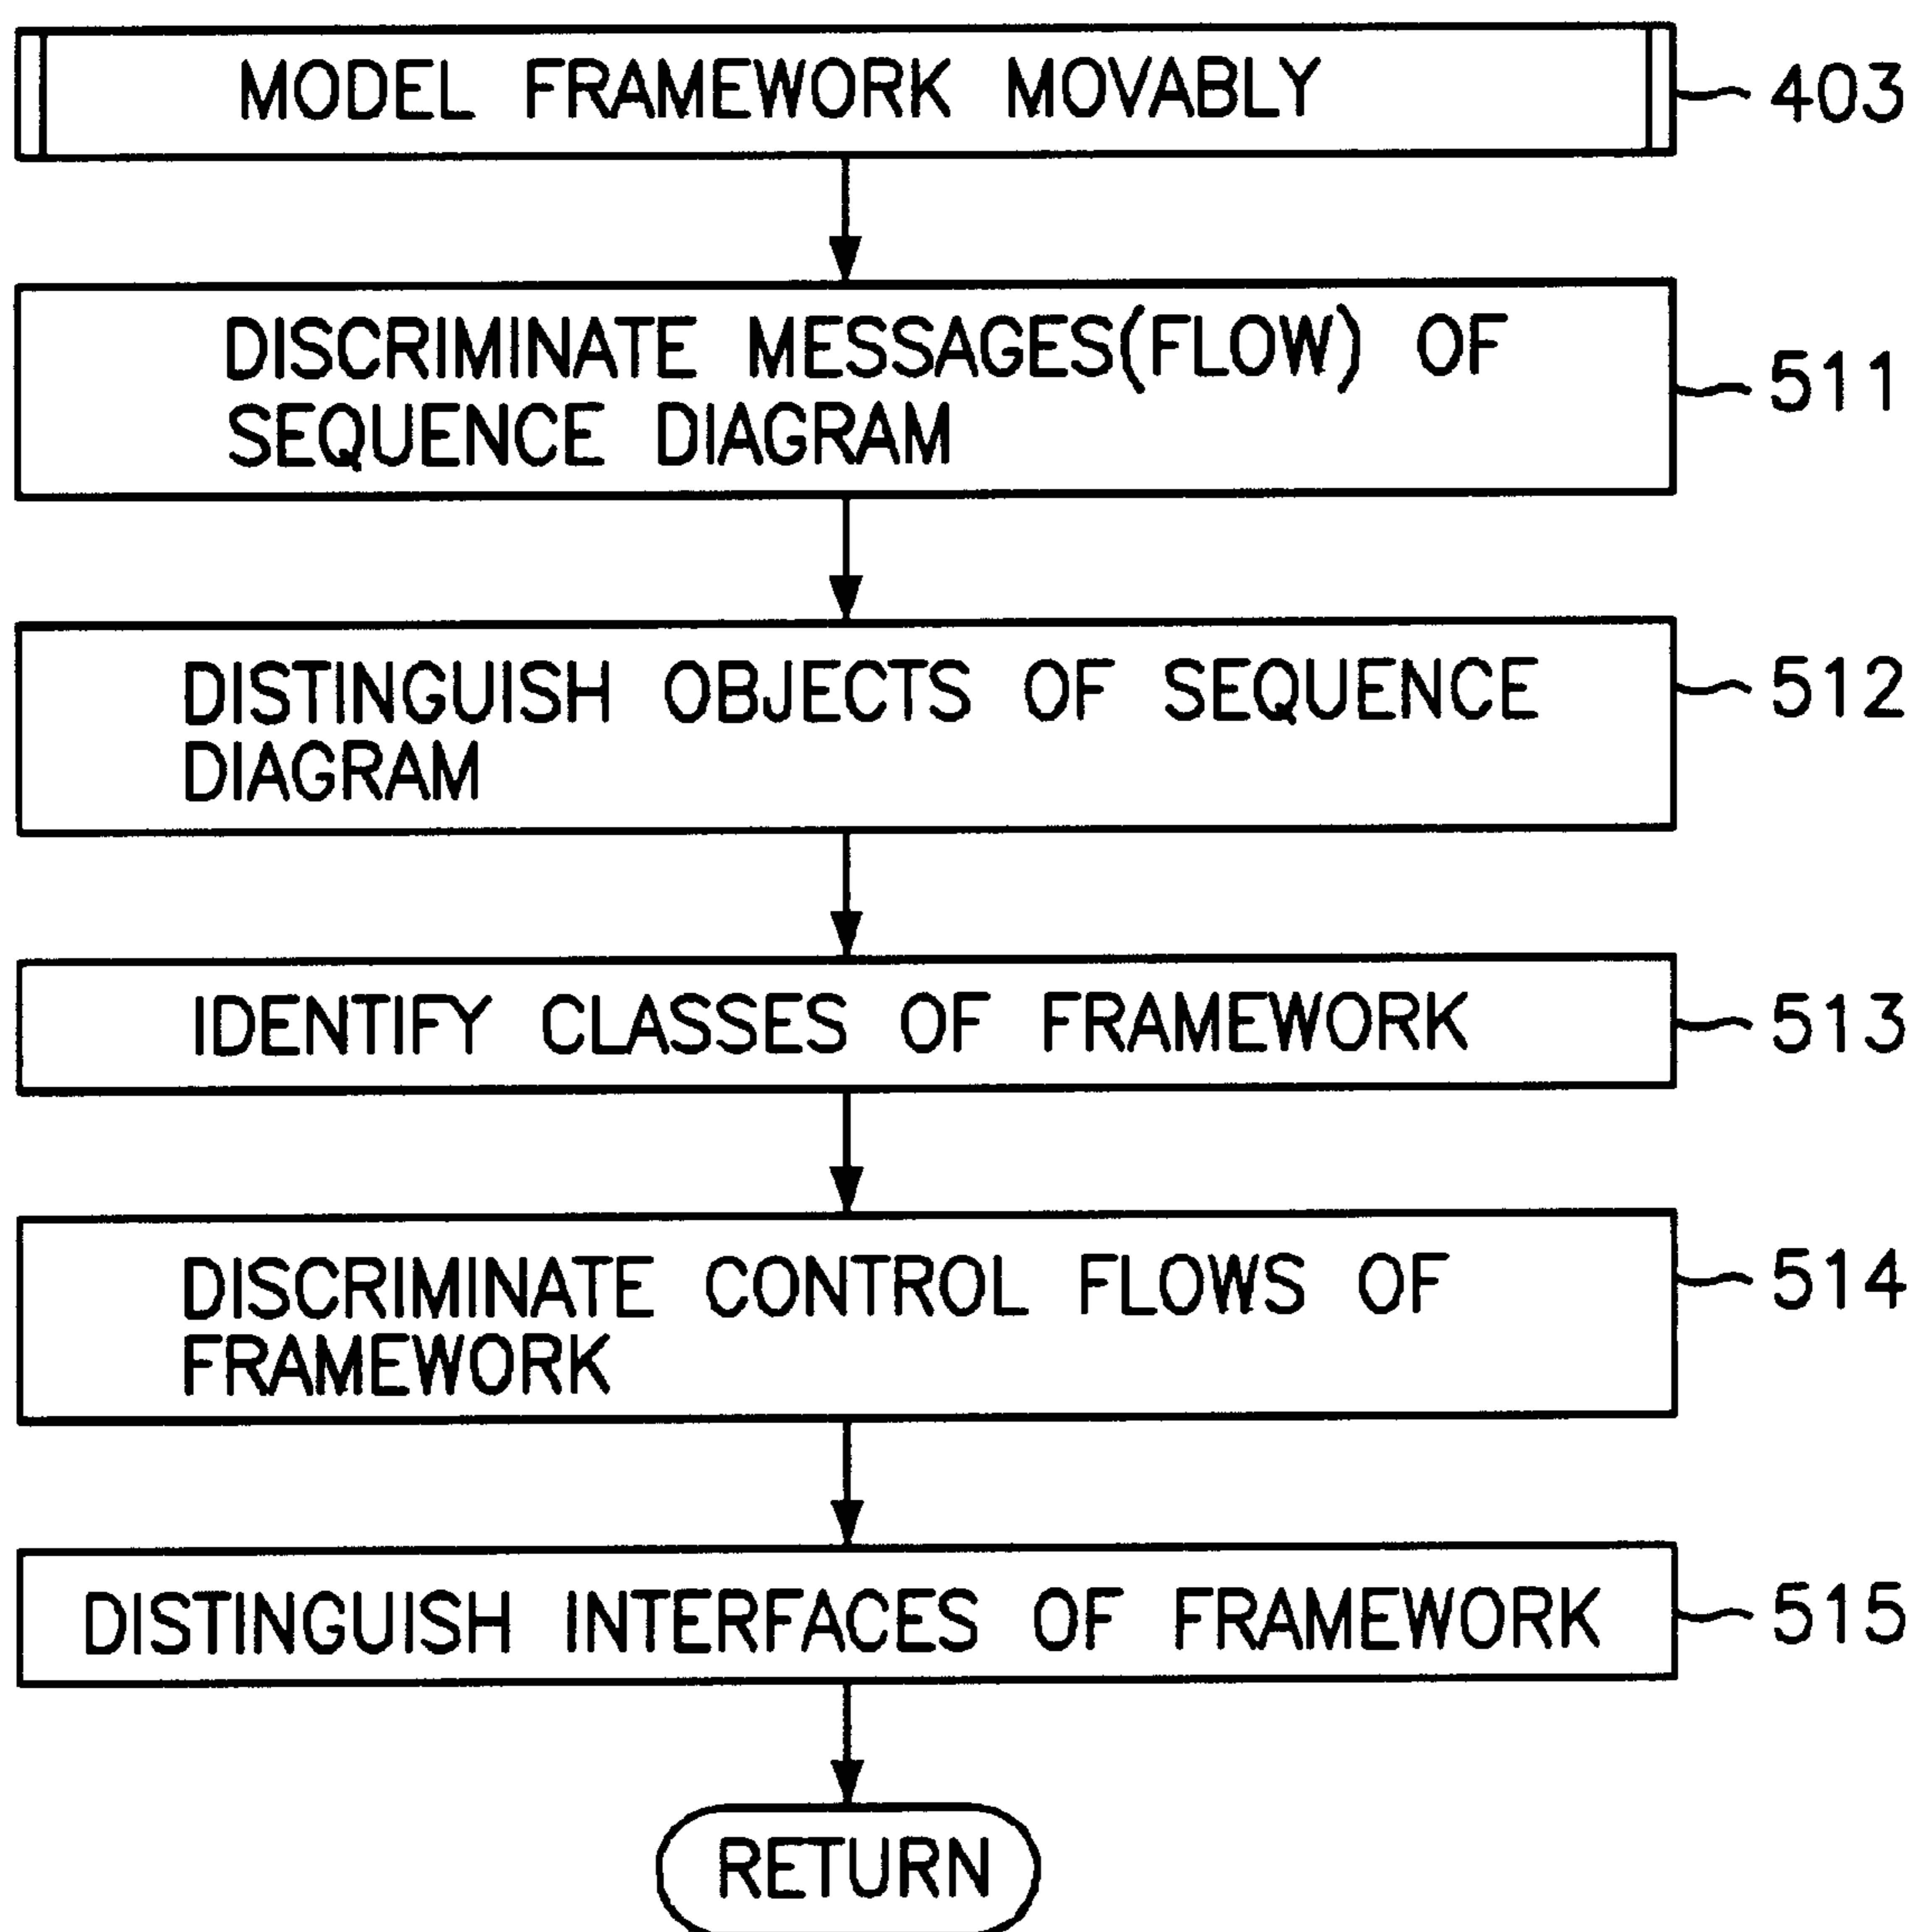 MODEL FRAMEWORK MOVABLY
403
DISCRIMINATE MESSAGES(FLOW) OF
SEQUENCE DIAGRAM
511
DISTINGUISH OBJECTS OF SEQUENCE
DIAGRAM
512
IDENTIFY CLASSES OF FRAMEWORK
513
DISCRIMINATE CONTROL FLOWS OF
FRAMEWORK
514
DISTINGUISH INTERFACES OF FRAMEWORK
515
RETURN